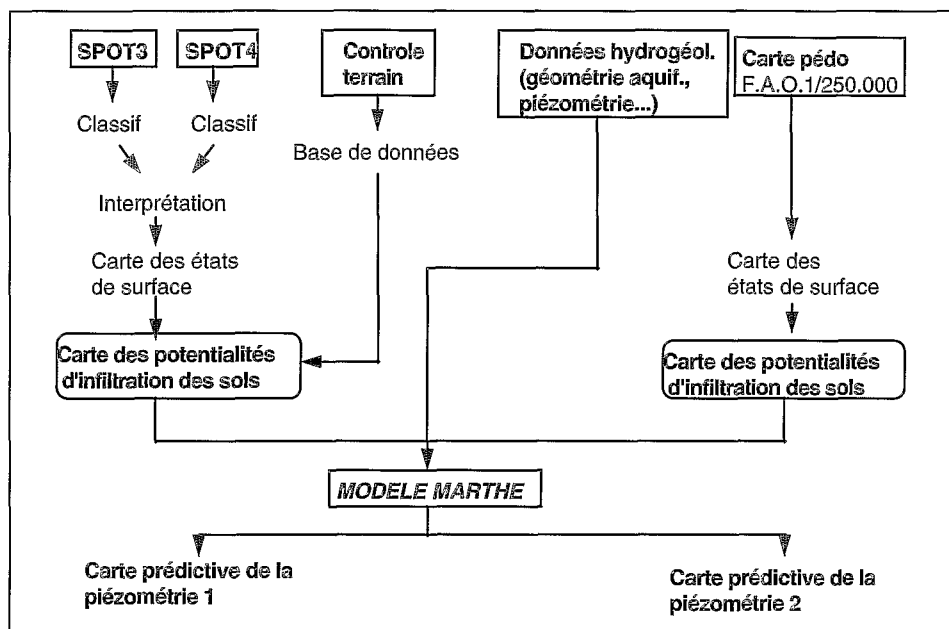 SPOT3
SPOT4
Controle
terrain
Données hydrogéol.
(géométrie aquif.,
piézométrie...)
Carte pédo
F.A.O.1/250.000
Classif
Classif
Base de données
Interprétation
Carte des états
de surface
Carte des
états de surface
Carte des potentialités
d'infiltration des sols
Carte des potentialités
d'infiltration des sols
MODELE MARTHE
Carte prédictive de la
piézométrie 1
Carte prédictive de la
piézométrie 2